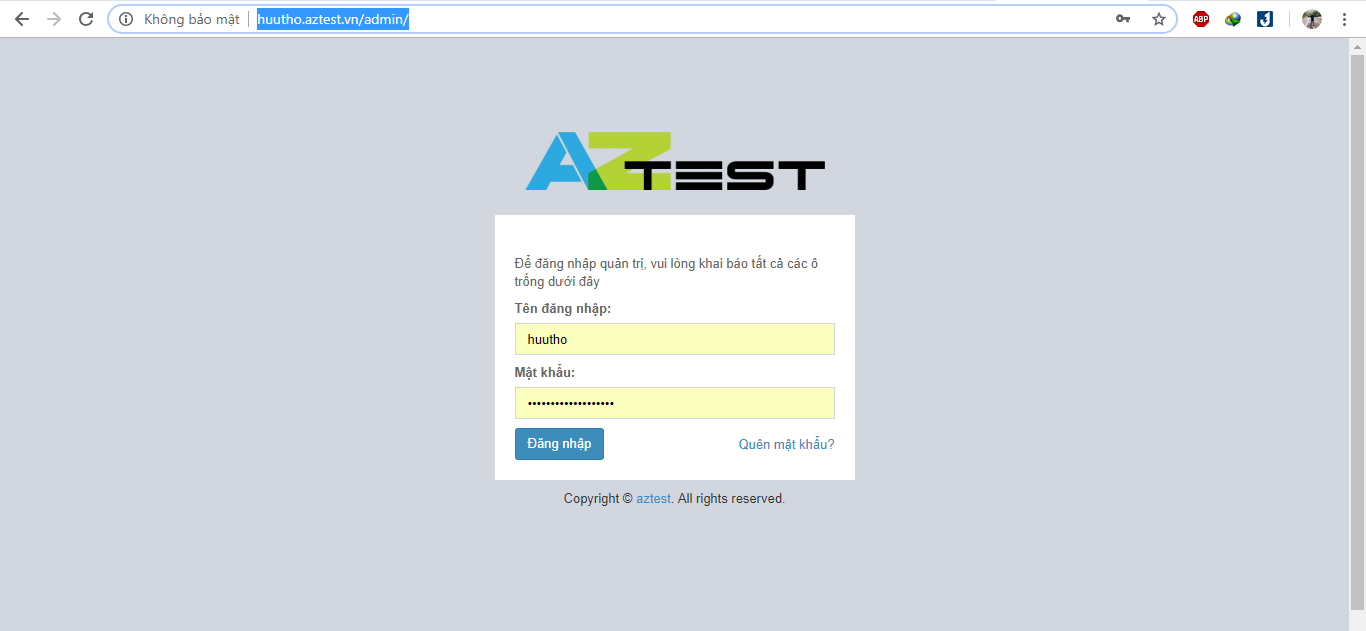 Không bảo mật huutho.aztest.vn/admin/
ABP
AZTEST
Để đăng nhập quản trị, vui lòng khai báo tất cả các ô
trống dưới đây
Tên đăng nhập:
huutho
Mật khẩu:
•••••••••••••••••••
Đăng nhập Quên mật khẩu?
Copyright © aztest. All rights reserved.